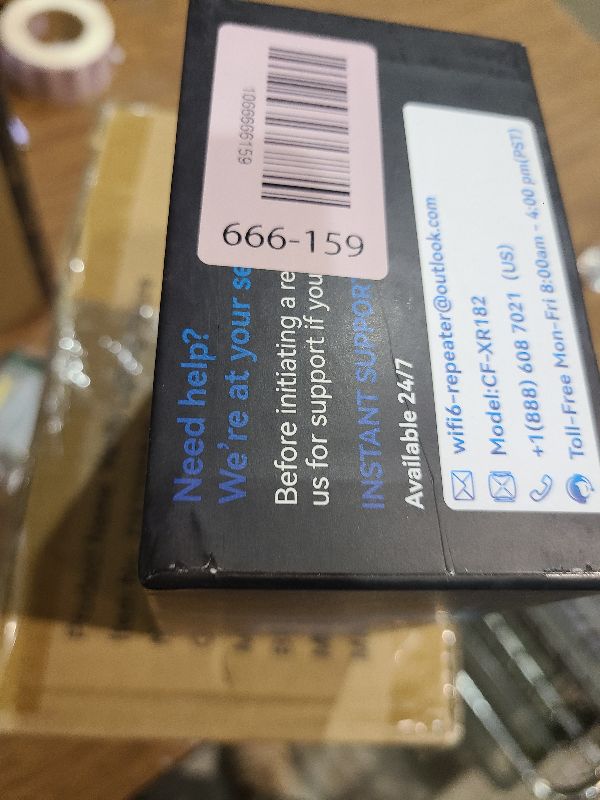 1066666159
666-159
Need help?
We're at your se
Before initiating a re
us for support if you
INSTANT SUPPOR
Available 24/7
wifi6-repeater@outlook.com
Model:CF-XR182 (US)
+1(888) 608 7021
Toll-Free Mon-Fri 8:00am - 4:00 pm(PST)